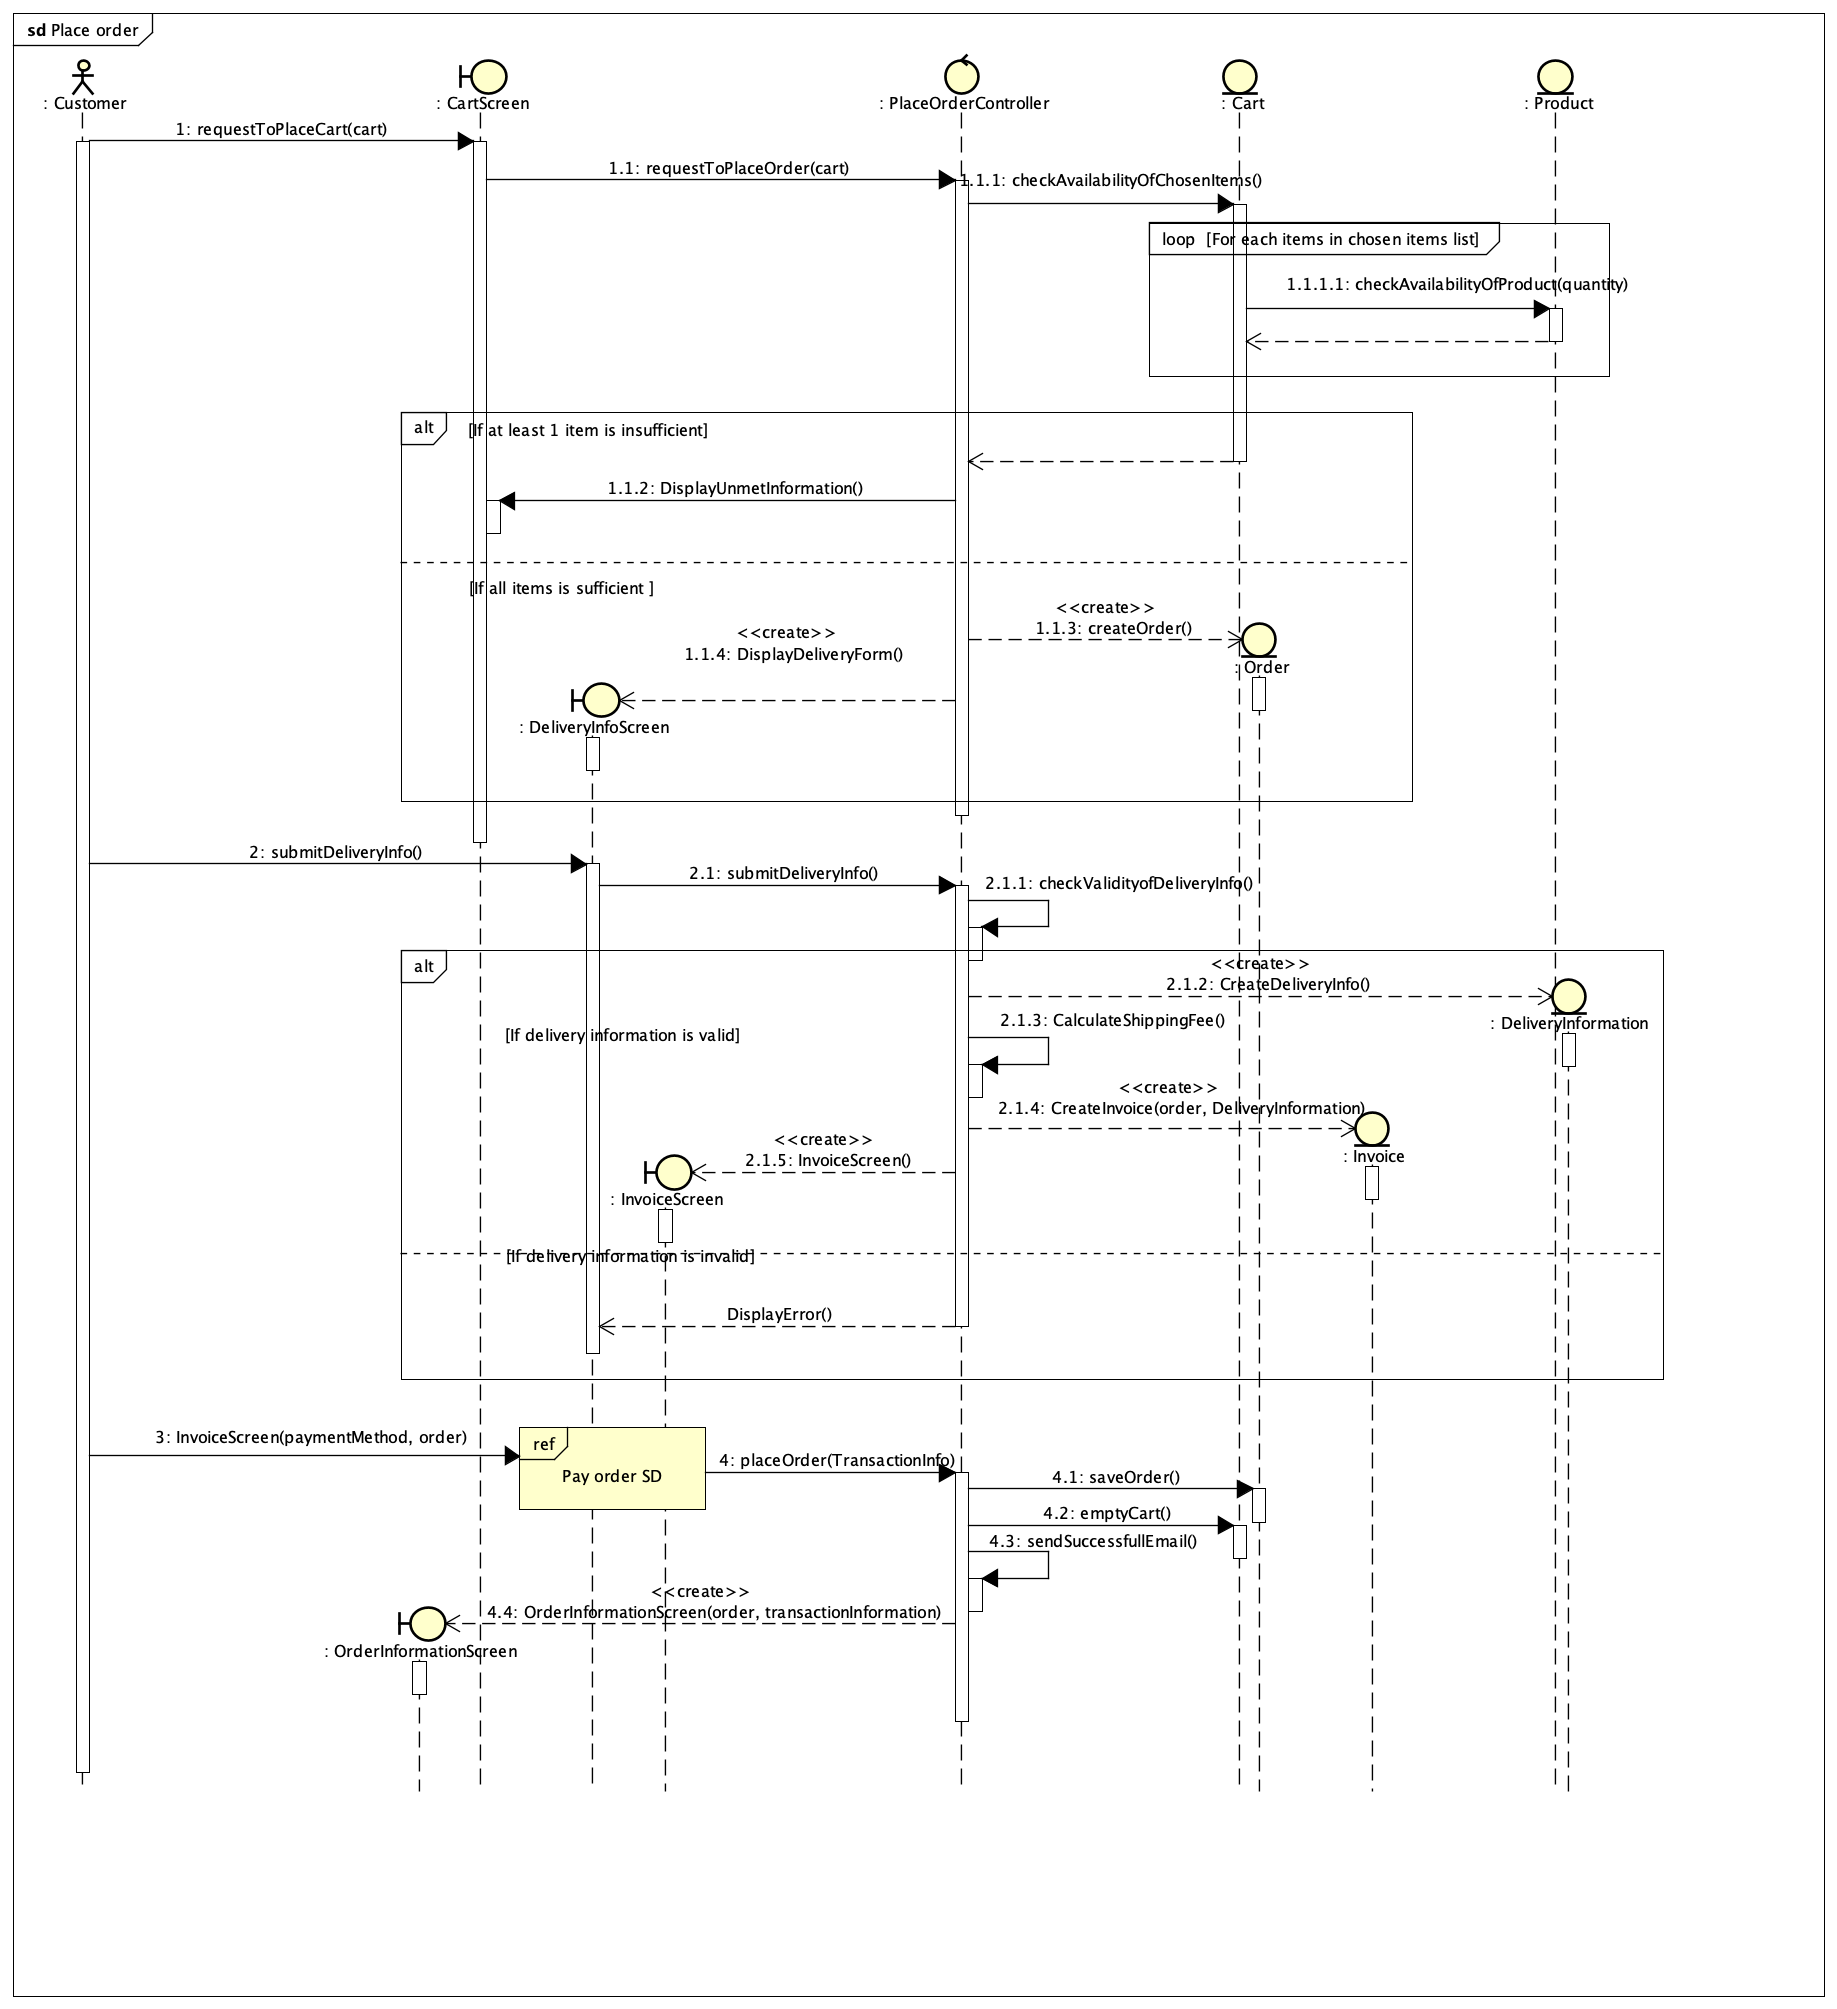 sd Place order
: Customer
: CartScreen
: PlaceOrderController
: Cart
: Product
1: requestToPlaceCart(cart)
1.1: requestToPlaceOrder(cart)
1.1.1: checkAvailabilityOfChosenItems()
loop [For each items in chosen items list]
1.1.1.1: checkAvailabilityOfProduct(quantity)
alt
[If at least 1 item is insufficient]
1.1.2: DisplayUnmetInformation()
[If all items is sufficient ]
<<create>>
1.1.3: createOrder()
: Order
<<create>>
1.1.4: DisplayDeliveryForm()
: DeliveryInfoScreen
2: submitDeliveryInfo()
2.1: submitDeliveryInfo()
2.1.1: checkValidityofDeliveryInfo()
alt
<<create>>
2.1.2: CreateDeliveryInfo()
: DeliveryInformation
2.1.3: CalculateShippingFee()
[If delivery information is valid]
<<create>>
2.1.4: CreateInvoice(order, DeliveryInformation)
: Invoice
<<create>>
2.1.5: InvoiceScreen()
: InvoiceScreen
[If delivery information is invalid]
DisplayError()
3: InvoiceScreen(paymentMethod, order)
ref
Pay order SD
4: placeOrder(TransactionInfo)
4.1: saveOrder()
4.2: emptyCart()
4.3: sendSuccessfullEmail()
<<create>>
4.4: OrderInformationScreen(order, transactionInformation)
: OrderInformationScreen